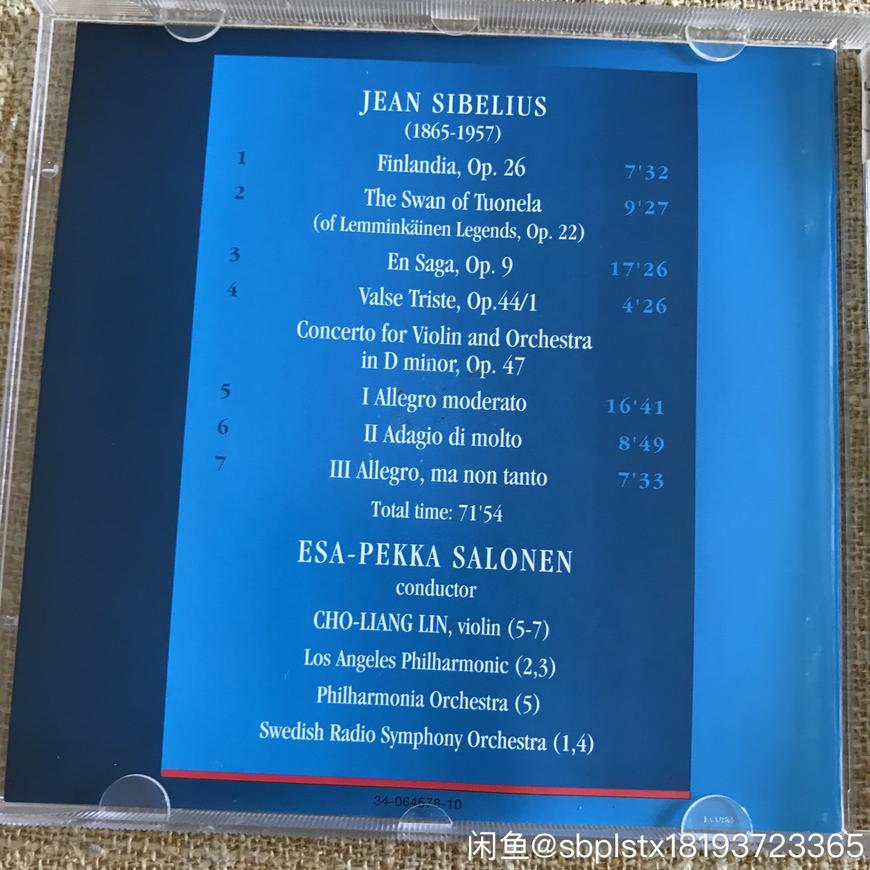 JEAN SIBELIUS
(1865-1957)
1 Finlandia, Op. 26 7'32
2 The Swan of Tuonela 9'27
(of Lemminkäinen Legends, Op. 22)
3 En Saga, Op. 9 17'26
4 Valse Triste, Op.44/1 4'26
Concerto for Violin and Orchestra
in D minor, Op. 47
5 I Allegro moderato 16'41
6 II Adagio di molto 8'49
7 III Allegro, ma non tanto 7'33
Total time: 71'54
ESA-PEKKA SALONEN
conductor
CHO-LIANG LIN, violin (5-7)
Los Angeles Philharmonic (2,3)
Philharmonia Orchestra (5)
Swedish Radio Symphony Orchestra (1,4)
34-064578-10
闲鱼@sbplstx18193723365